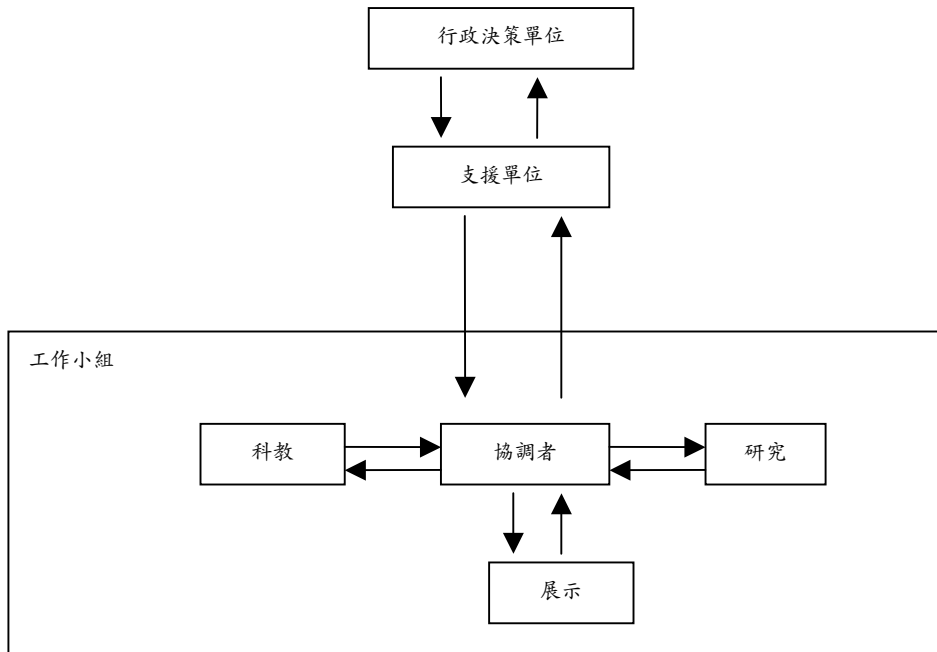 行政決策單位
支援單位
工作小組
科教
協調者
研究
展示